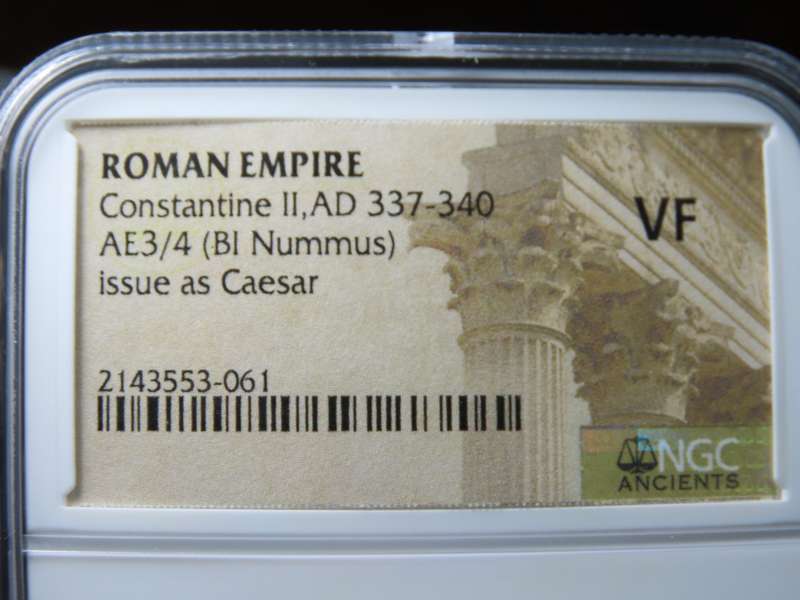 ROMAN EMPIRE
Constantine II, AD 337-340
AE3/4 (BI Nummus)
issue as Caesar
VF
2143553-061
NGC
ANCIENTS